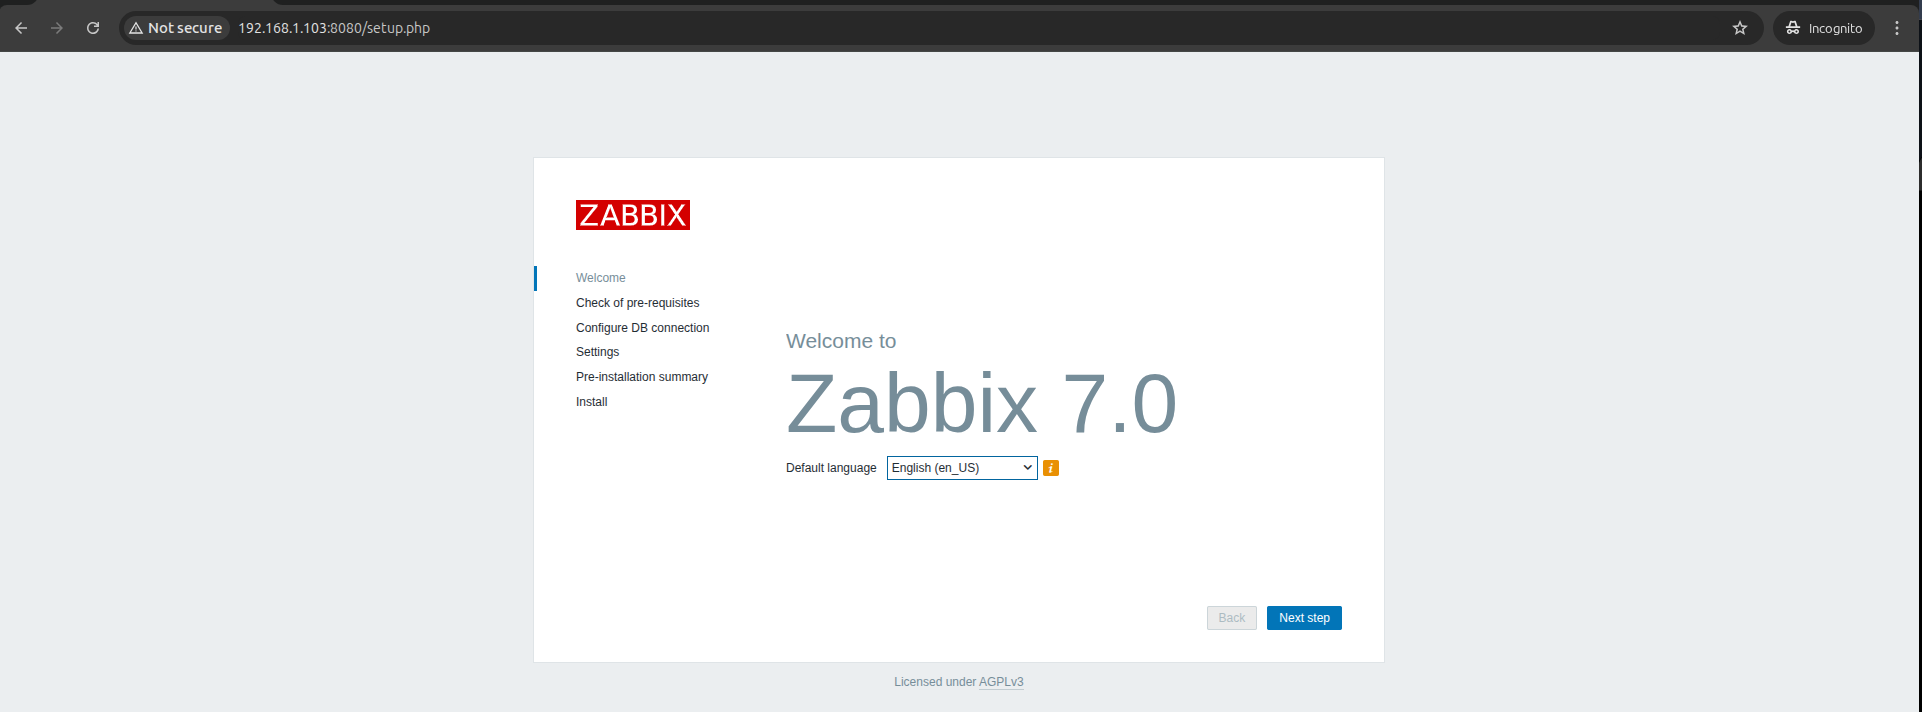 Not secure 192.168.1.103:8080/setup.php Incognito
ZABBIX
Welcome
Check of pre-requisites
Configure DB connection
Settings
Pre-installation summary
Install
Welcome to
Zabbix 7.0
Default language English (en_US) i
Back Next step
Licensed under AGPLv3